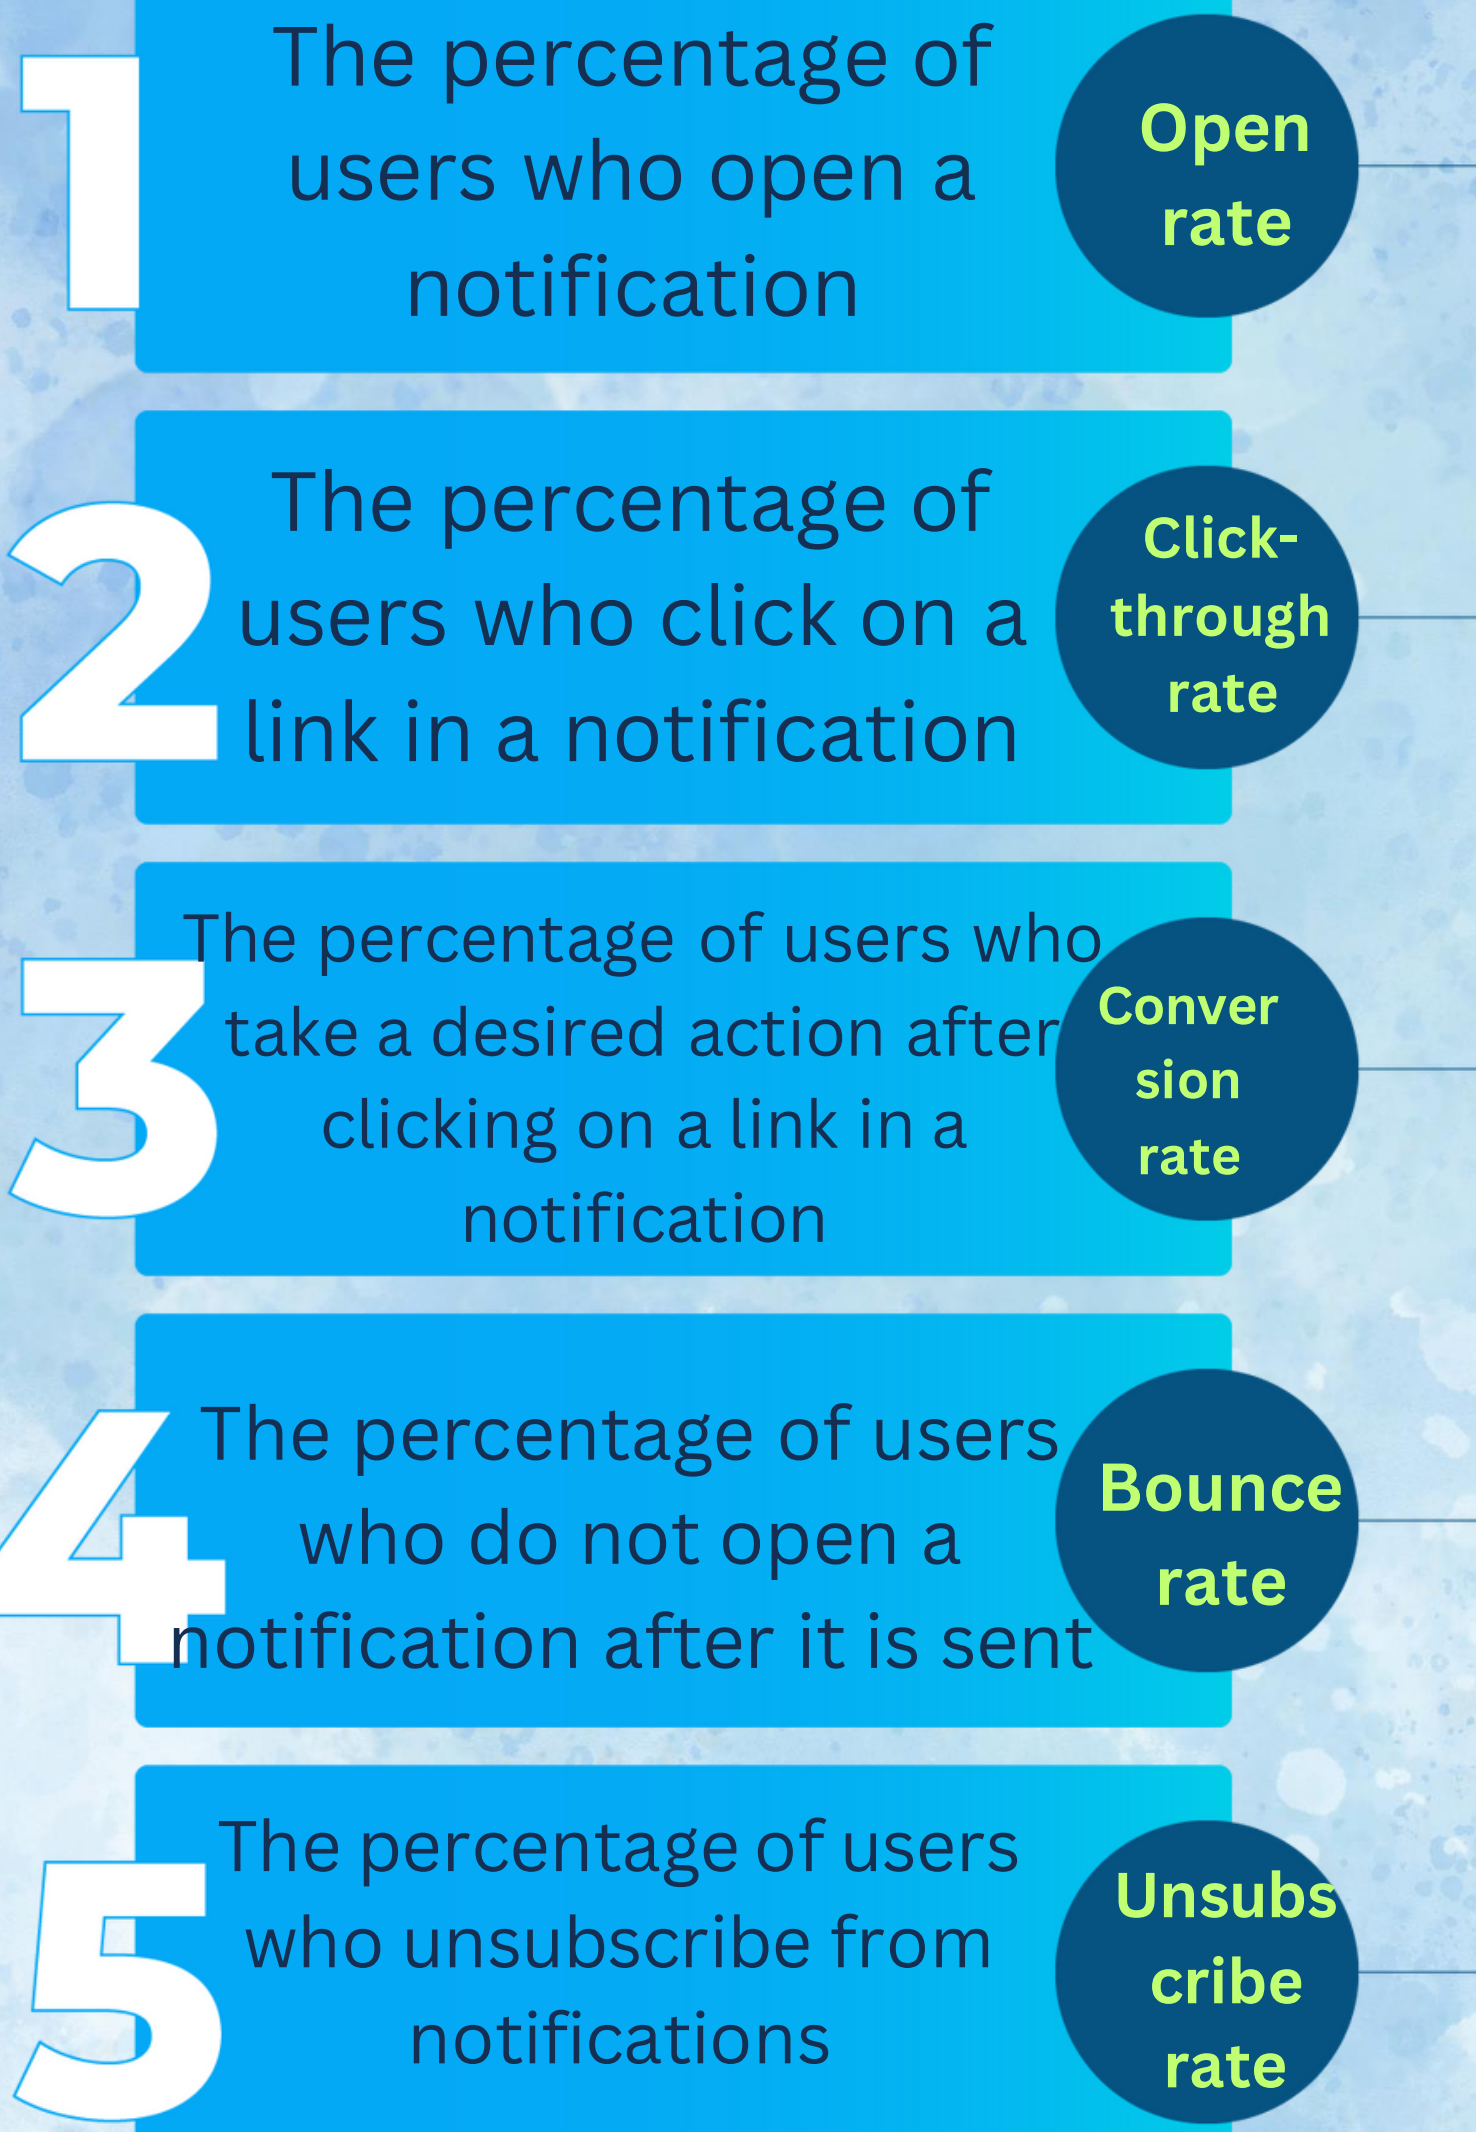 1
The percentage of
users who open a
notification
Open
rate
2
The percentage of
users who click on a
link in a notification
Click-
through
rate
3
The percentage of users who
take a desired action after
clicking on a link in a
notification
Conver
sion
rate
4
The percentage of users
who do not open a
notification after it is sent
Bounce
rate
5
The percentage of users
who unsubscribe from
notifications
Unsubs
cribe
rate